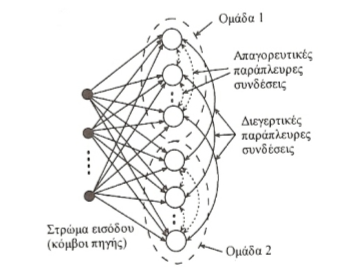 Ομάδα 1
Απαγορευτικές
παράπλευρες
συνδέσεις
Διεγερτικές
παράπλευρες
συνδέσεις
Στρώμα εισόδου
(κόμβοι πηγής)
Ομάδα 2